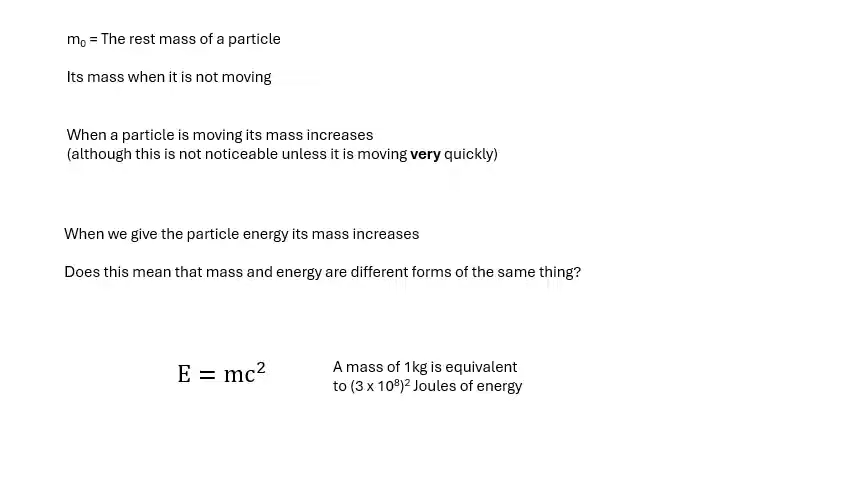 m₀ = The rest mass of a particle
Its mass when it is not moving
When a particle is moving its mass increases
(although this is not noticeable unless it is moving very quickly)
When we give the particle energy its mass increases
Does this mean that mass and energy are different forms of the same thing?
E = mc²
A mass of 1kg is equivalent
to (3 x 10⁸)² Joules of energy